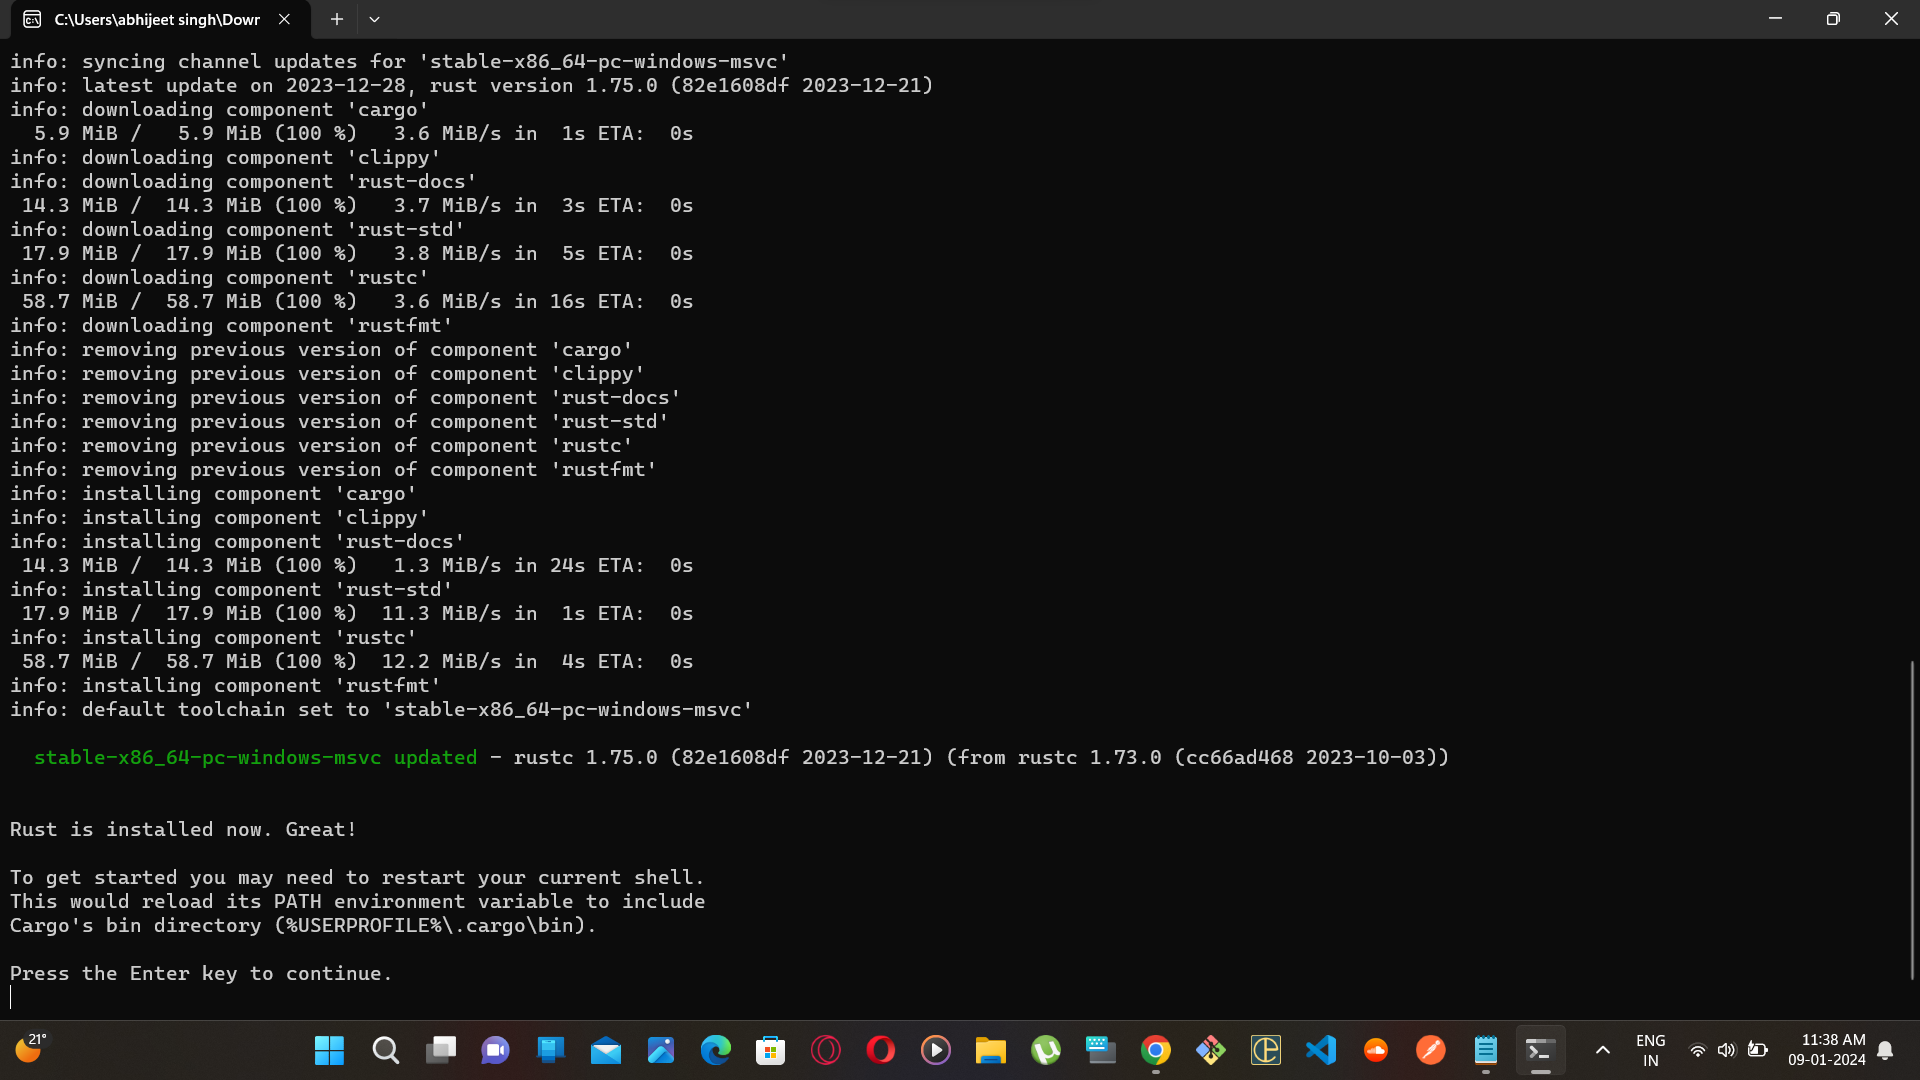 C:\Users\abhijeet singh\Dowr
info: syncing channel updates for 'stable-x86_64-pc-windows-msvc'
info: latest update on 2023-12-28, rust version 1.75.0 (82e1608df 2023-12-21)
info: downloading component 'cargo'
  5.9 MiB /   5.9 MiB (100 %)   3.6 MiB/s in  1s ETA:  0s
info: downloading component 'clippy'
info: downloading component 'rust-docs'
 14.3 MiB /  14.3 MiB (100 %)   3.7 MiB/s in  3s ETA:  0s
info: downloading component 'rust-std'
 17.9 MiB /  17.9 MiB (100 %)   3.8 MiB/s in  5s ETA:  0s
info: downloading component 'rustc'
 58.7 MiB /  58.7 MiB (100 %)   3.6 MiB/s in 16s ETA:  0s
info: downloading component 'rustfmt'
info: removing previous version of component 'cargo'
info: removing previous version of component 'clippy'
info: removing previous version of component 'rust-docs'
info: removing previous version of component 'rust-std'
info: removing previous version of component 'rustc'
info: removing previous version of component 'rustfmt'
info: installing component 'cargo'
info: installing component 'clippy'
info: installing component 'rust-docs'
 14.3 MiB /  14.3 MiB (100 %)   1.3 MiB/s in 24s ETA:  0s
info: installing component 'rust-std'
 17.9 MiB /  17.9 MiB (100 %)  11.3 MiB/s in  1s ETA:  0s
info: installing component 'rustc'
 58.7 MiB /  58.7 MiB (100 %)  12.2 MiB/s in  4s ETA:  0s
info: installing component 'rustfmt'
info: default toolchain set to 'stable-x86_64-pc-windows-msvc'
  stable-x86_64-pc-windows-msvc updated - rustc 1.75.0 (82e1608df 2023-12-21) (from rustc 1.73.0 (cc66ad468 2023-10-03))
Rust is installed now. Great!
To get started you may need to restart your current shell.
This would reload its PATH environment variable to include
Cargo's bin directory (%USERPROFILE%\.cargo\bin).
Press the Enter key to continue.
21°
ENG
IN
11:38 AM
09-01-2024